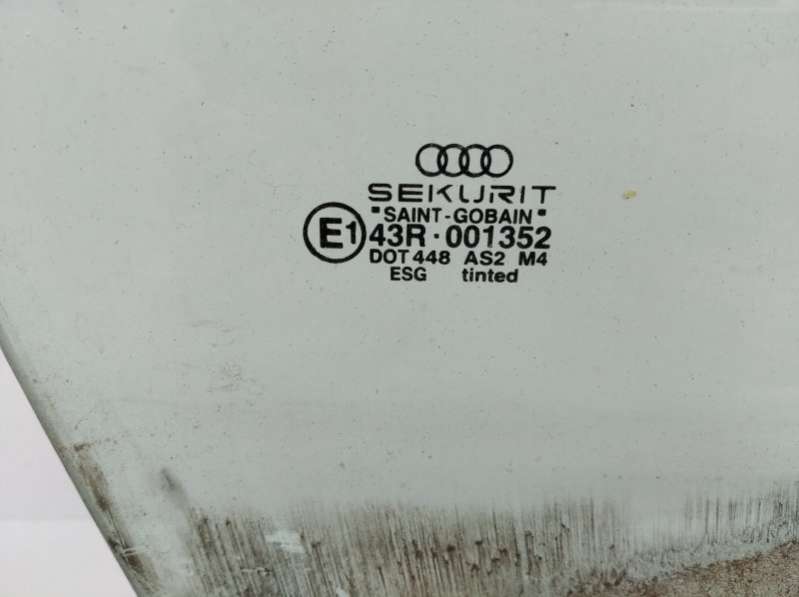 SEKURIT
"SAINT-GOBAIN"
E1 43R·001352
DOT 448 AS2 M4
ESG tinted